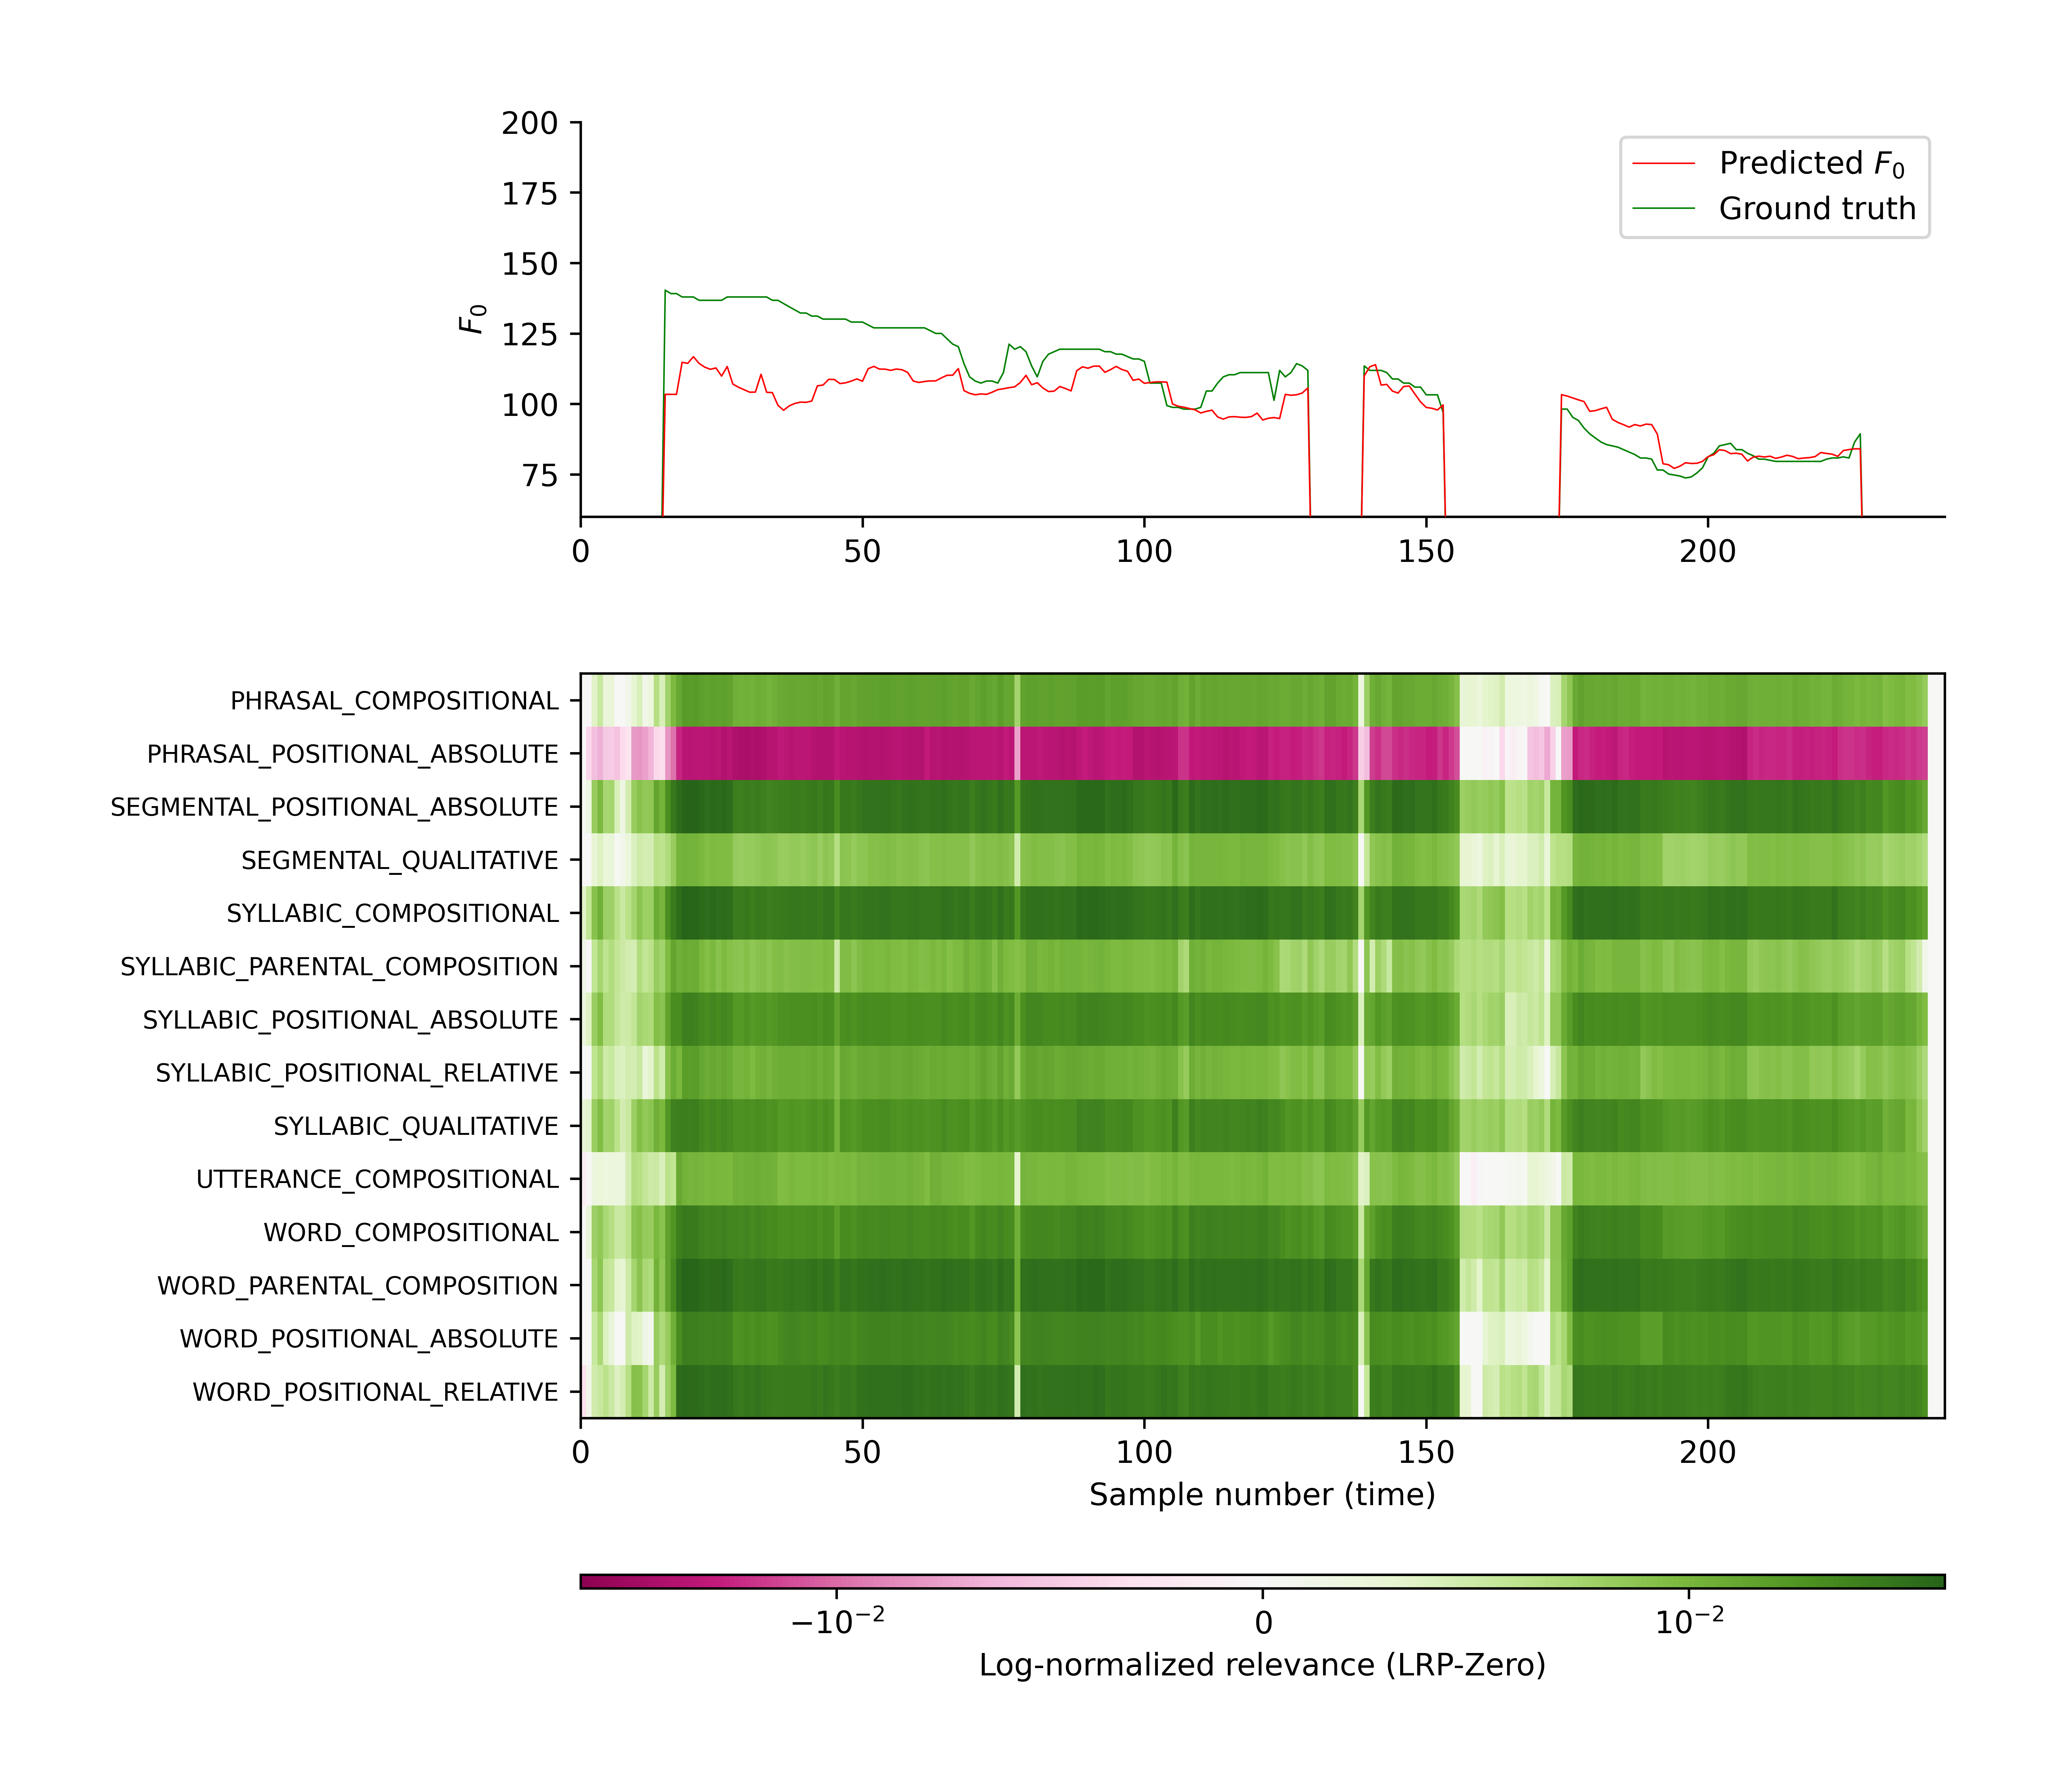 200
175
150
125
100
75
F0
Predicted F0
Ground truth
0 50 100 150 200
PHRASAL_COMPOSITIONAL
PHRASAL_POSITIONAL_ABSOLUTE
SEGMENTAL_POSITIONAL_ABSOLUTE
SEGMENTAL_QUALITATIVE
SYLLABIC_COMPOSITIONAL
SYLLABIC_PARENTAL_COMPOSITION
SYLLABIC_POSITIONAL_ABSOLUTE
SYLLABIC_POSITIONAL_RELATIVE
SYLLABIC_QUALITATIVE
UTTERANCE_COMPOSITIONAL
WORD_COMPOSITIONAL
WORD_PARENTAL_COMPOSITION
WORD_POSITIONAL_ABSOLUTE
WORD_POSITIONAL_RELATIVE
0 50 100 150 200
Sample number (time)
−10⁻² 0 10⁻²
Log-normalized relevance (LRP-Zero)